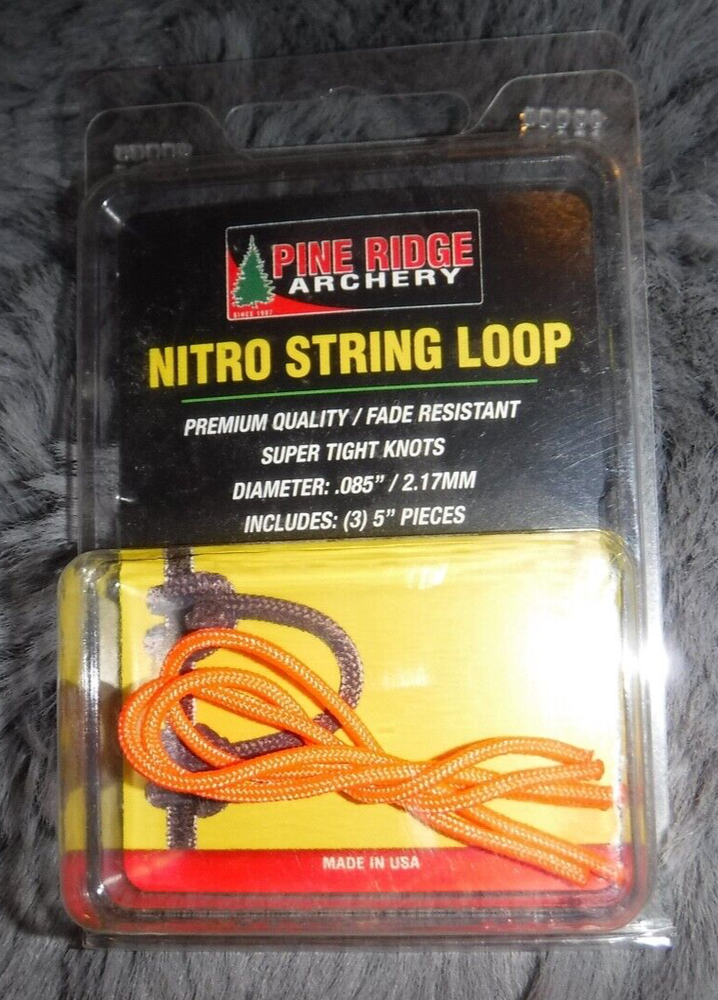 PINE RIDGE
ARCHERY
SINCE 1987
NITRO STRING LOOP
PREMIUM QUALITY / FADE RESISTANT
SUPER TIGHT KNOTS
DIAMETER: .085” / 2.17MM
INCLUDES: (3) 5” PIECES
MADE IN USA